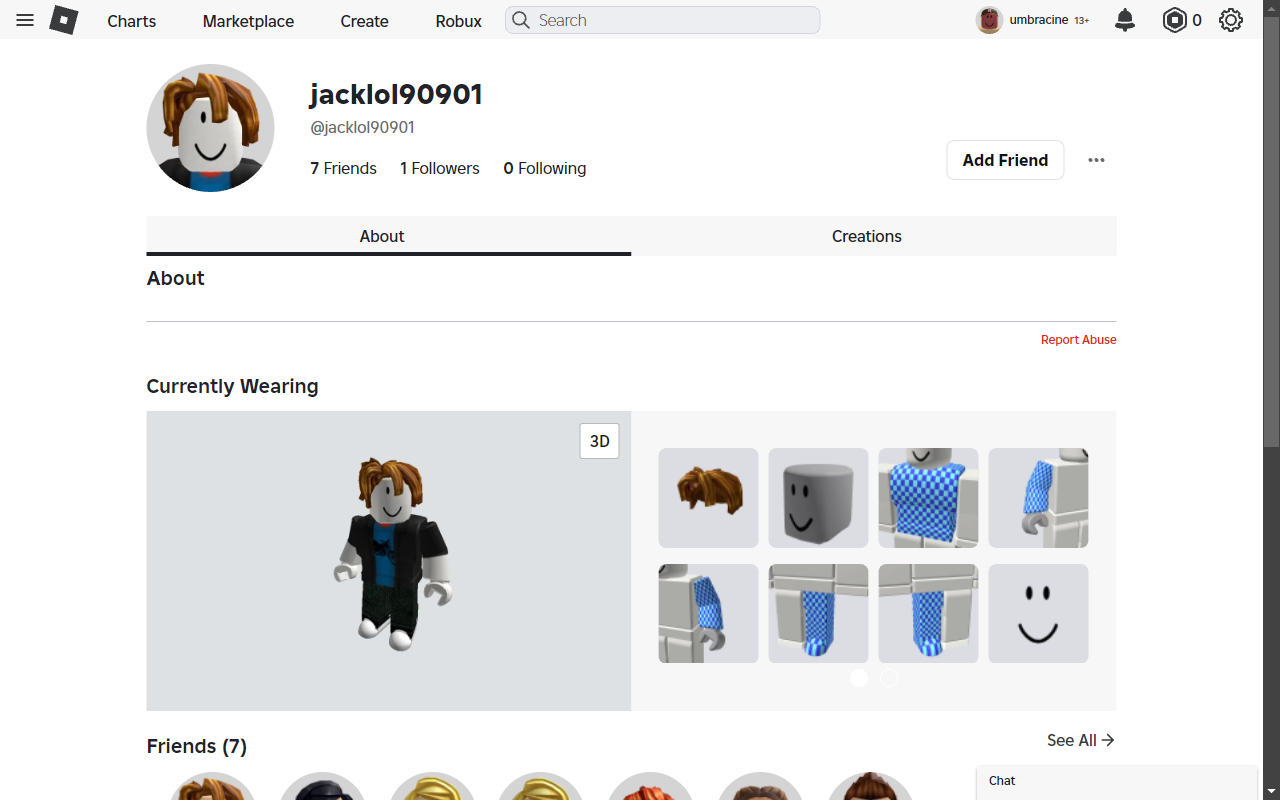 Charts Marketplace Create Robux Search umbracine 13+ 0
jacklol90901
@jacklol90901
7 Friends 1 Followers 0 Following
Add Friend
About Creations
About
Report Abuse
Currently Wearing
3D
Friends (7)
See All
Chat